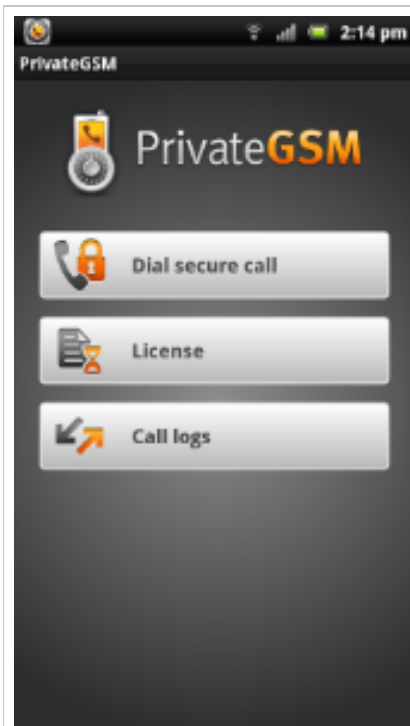 2:14 pm
PrivateGSM
PrivateGSM
Dial secure call
License
Call logs